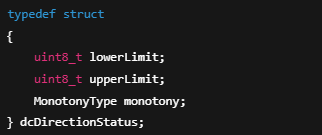 typedef struct
{
    uint8_t lowerLimit;
    uint8_t upperLimit;
    MonotonyType monotony;
} dcDirectionStatus;